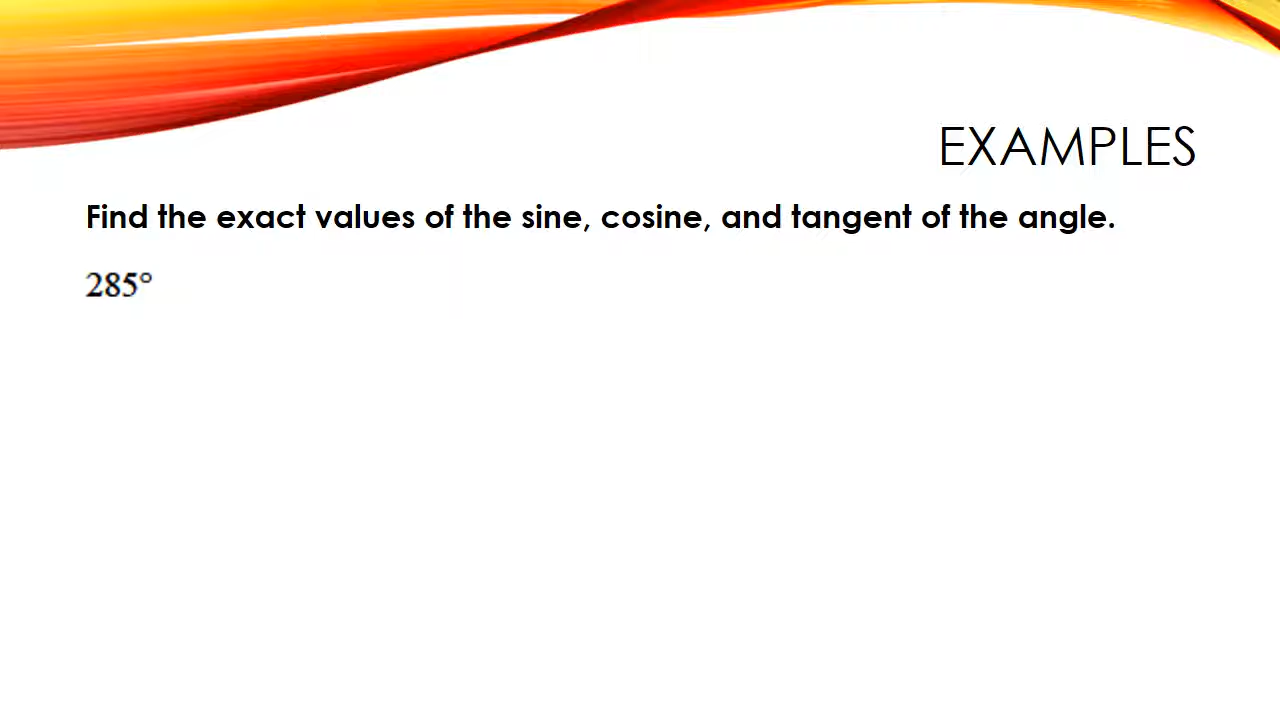 EXAMPLES
Find the exact values of the sine, cosine, and tangent of the angle.
285°